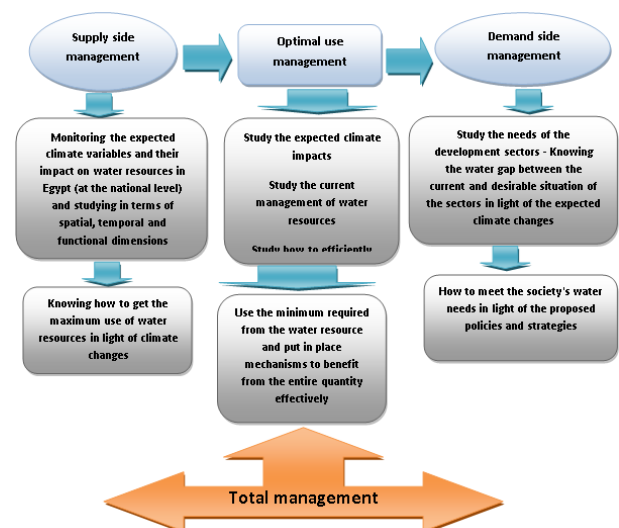 Supply side
management
Optimal use
management
Demand side
management
Monitoring the expected
climate variables and their
impact on water resources in
Egypt (at the national level)
and studying in terms of
spatial, temporal and
functional dimensions
Study the expected climate
impacts
Study the current
management of water
resources
Study how to efficiently
Study the needs of the
development sectors - Knowing
the water gap between the
current and desirable situation of
the sectors in light of the expected
climate changes
Knowing how to get the
maximum use of water
resources in light of climate
changes
Use the minimum required
from the water resource
and put in place
mechanisms to benefit
from the entire quantity
effectively
How to meet the society's water
needs in light of the proposed
policies and strategies
Total management